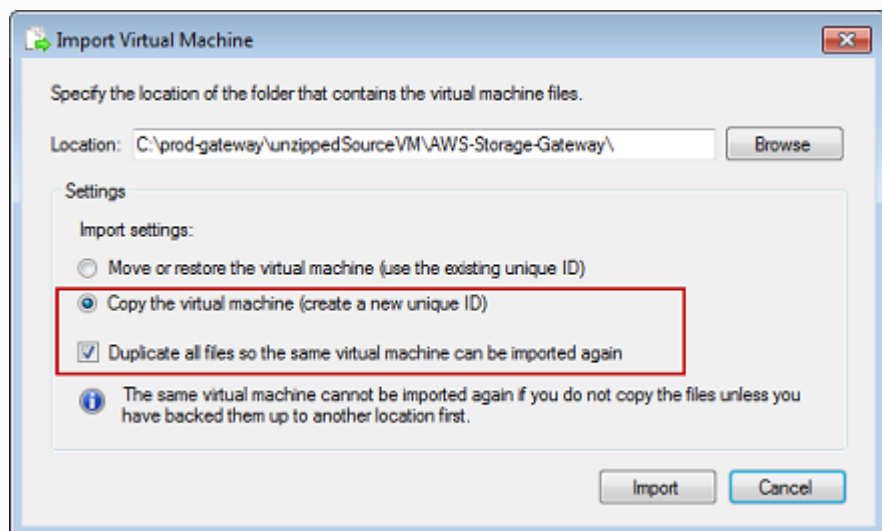 Import Virtual Machine
Specify the location of the folder that contains the virtual machine files.
Location: C:\prod-gateway\unzippedSourceVM\AWS-Storage-Gateway\ Browse
Settings
Import settings:
Move or restore the virtual machine (use the existing unique ID)
Copy the virtual machine (create a new unique ID)
Duplicate all files so the same virtual machine can be imported again
The same virtual machine cannot be imported again if you do not copy the files unless you
have backed them up to another location first.
Import Cancel